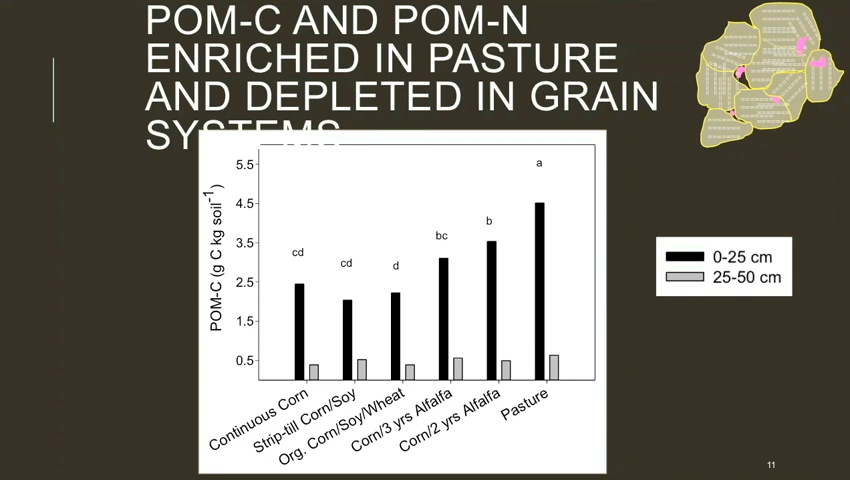 POM-C AND POM-N
ENRICHED IN PASTURE
AND DEPLETED IN GRAIN
SYSTEMS
5.5
4.5
3.5
2.5
1.5
0.5
POM-C (g C kg soil-1)
cd
cd
d
bc
b
a
Continuous Corn
Strip-till Corn/Soy
Org. Corn/Soy/Wheat
Corn/3 yrs Alfalfa
Corn/2 yrs Alfalfa
Pasture
0-25 cm
25-50 cm
11